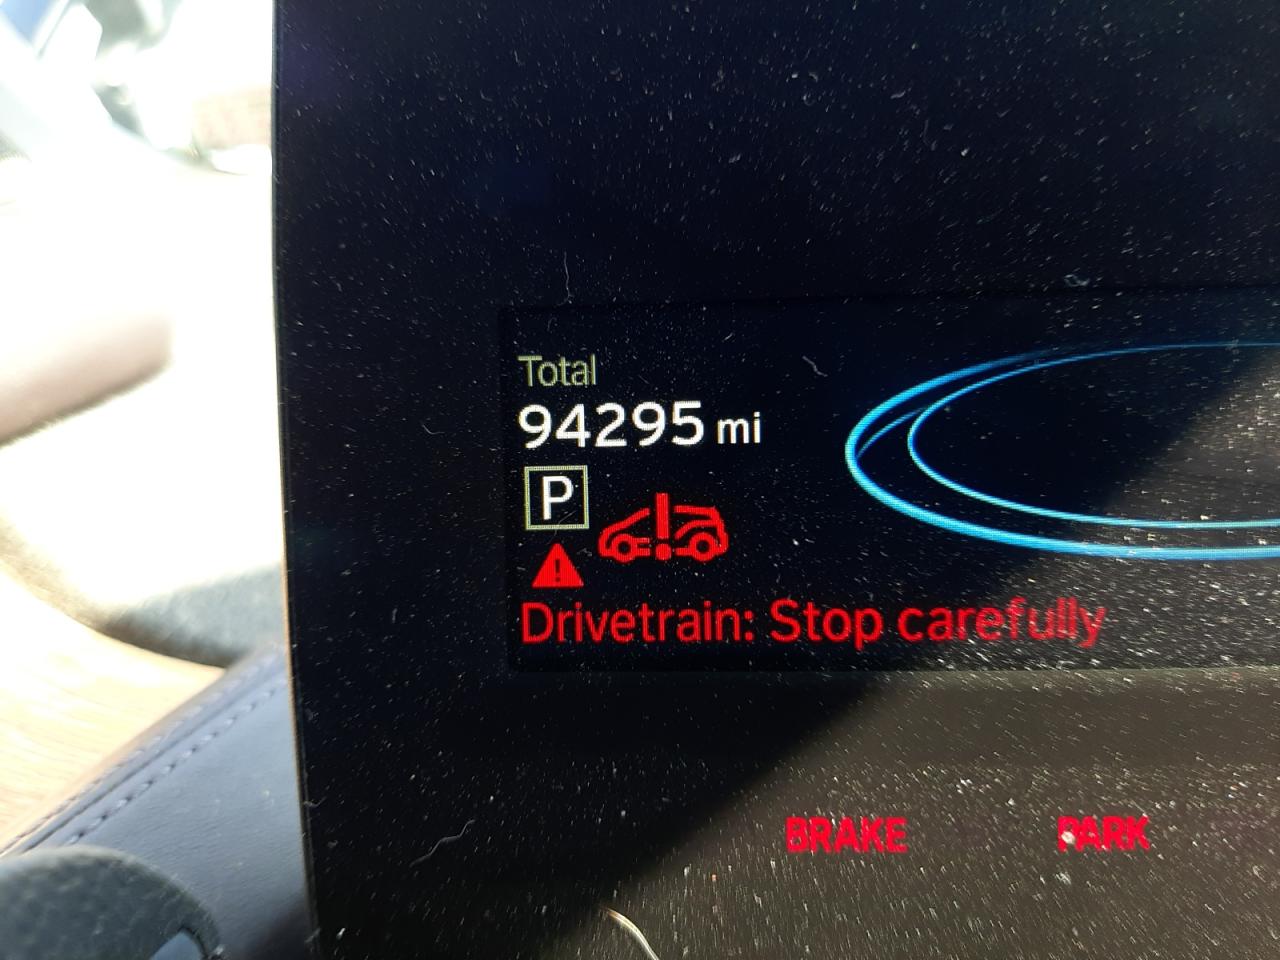 Total
94295 mi
P
Drivetrain: Stop carefully
BRAKE PARK